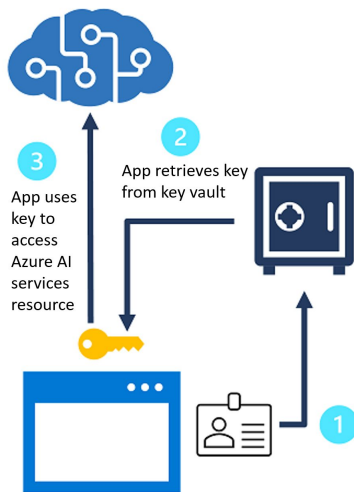 2
App retrieves key
from key vault
3
App uses
key to
access
Azure AI
services
resource
1